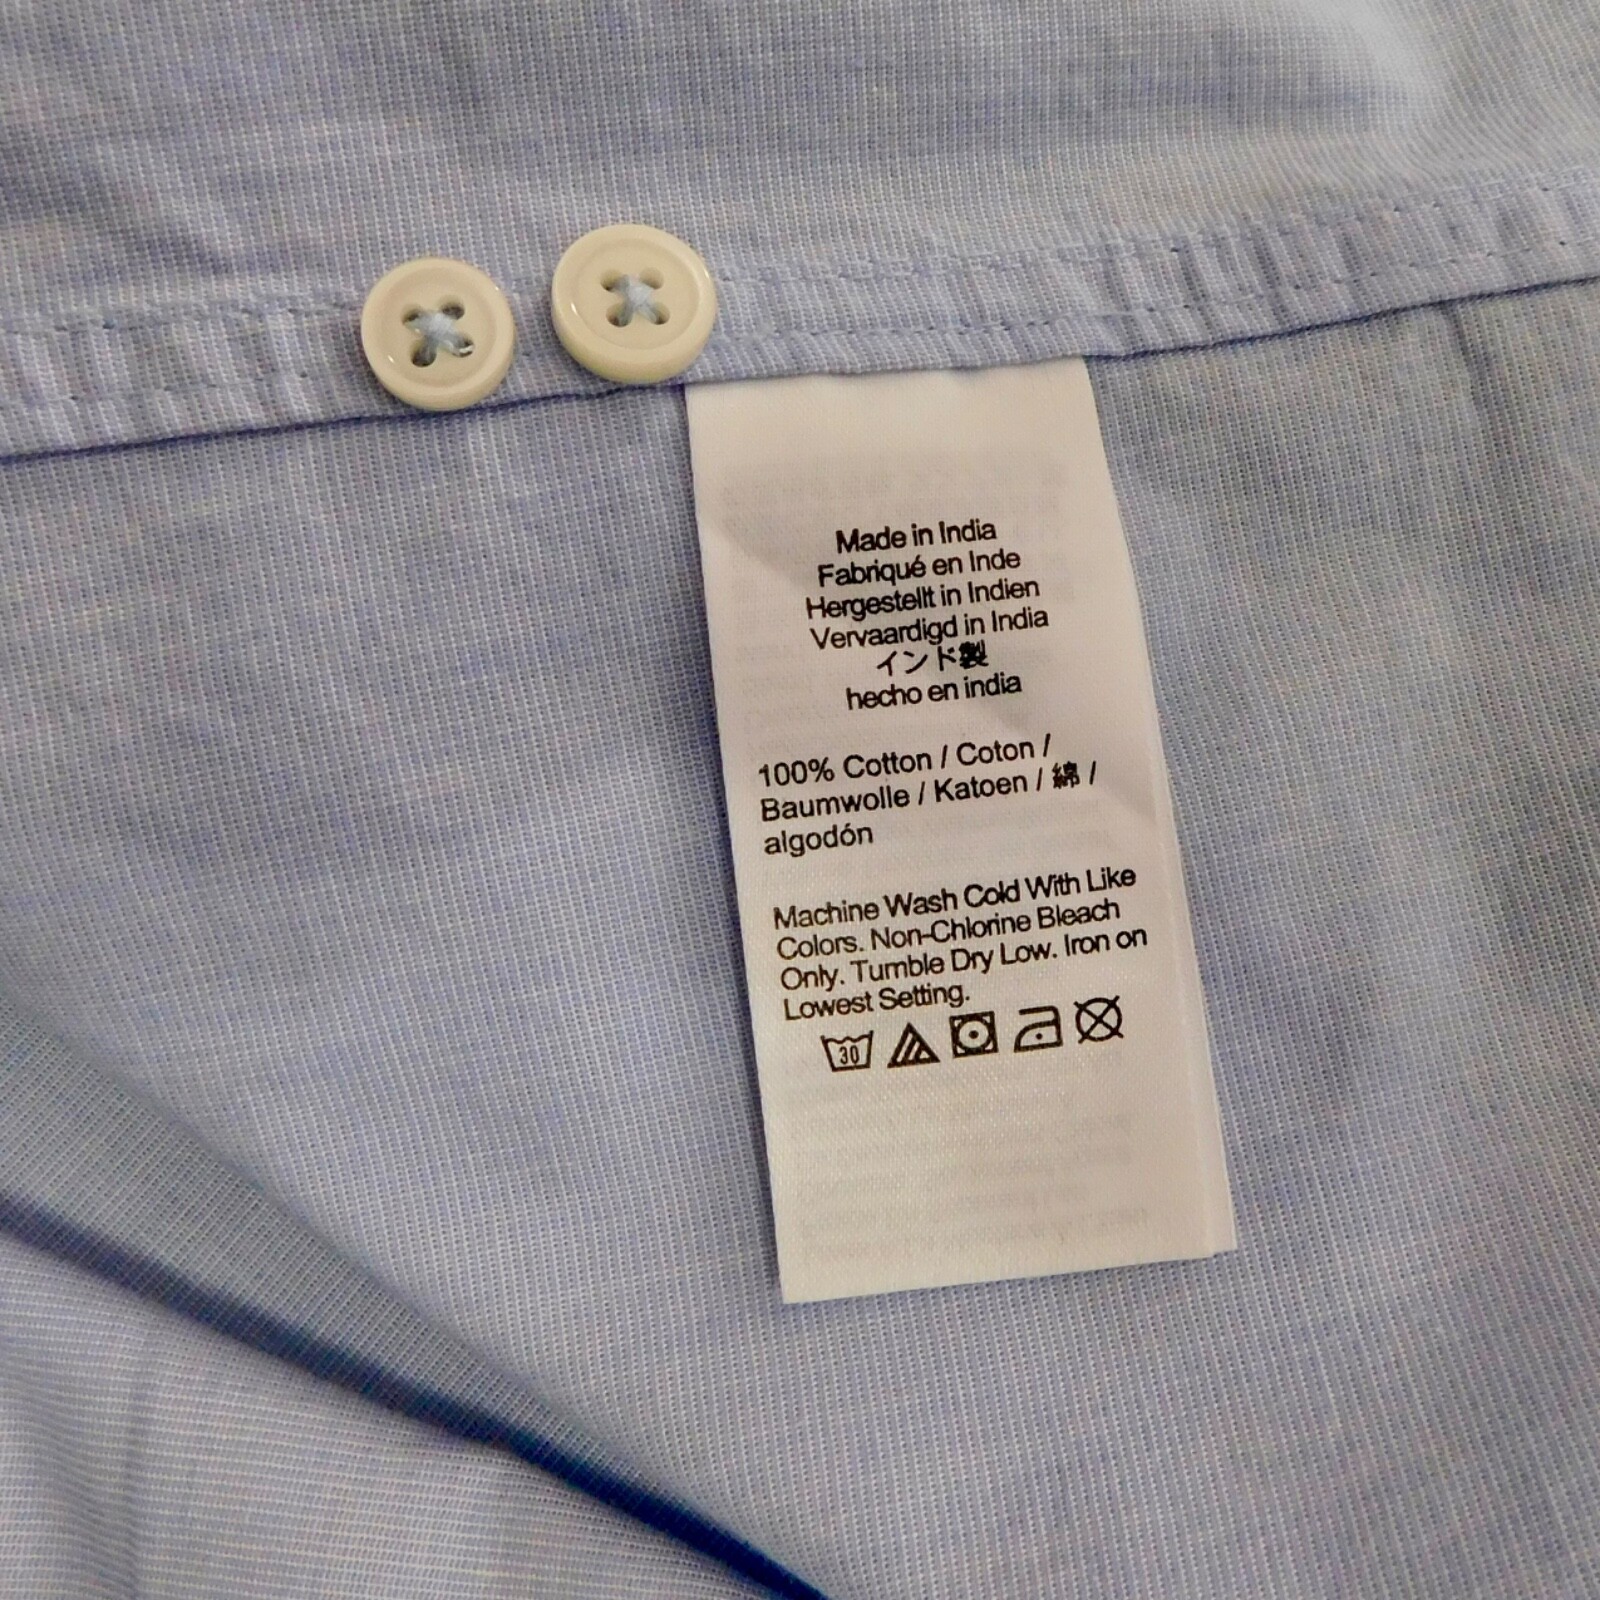 Made in India
Fabriqué en Inde
Hergestellt in Indien
Vervaardigd in India
インド製
hecho en india
100% Cotton / Coton /
Baumwolle / Katoen / 綿 /
algodón
Machine Wash Cold With Like
Colors. Non-Chlorine Bleach
Only. Tumble Dry Low. Iron on
Lowest Setting.
30